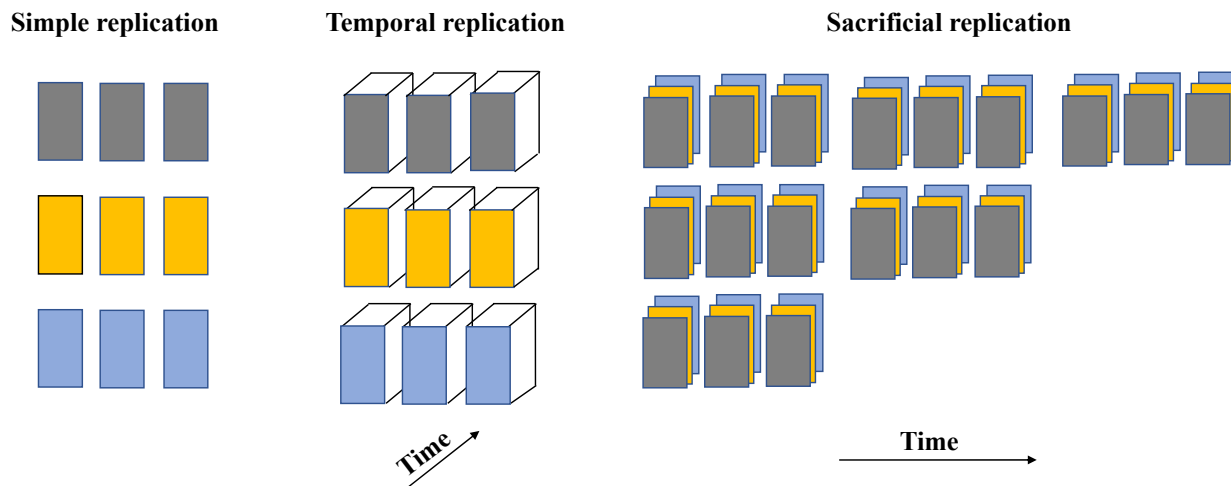 Simple replication
Temporal replication
Sacrificial replication
Time
Time